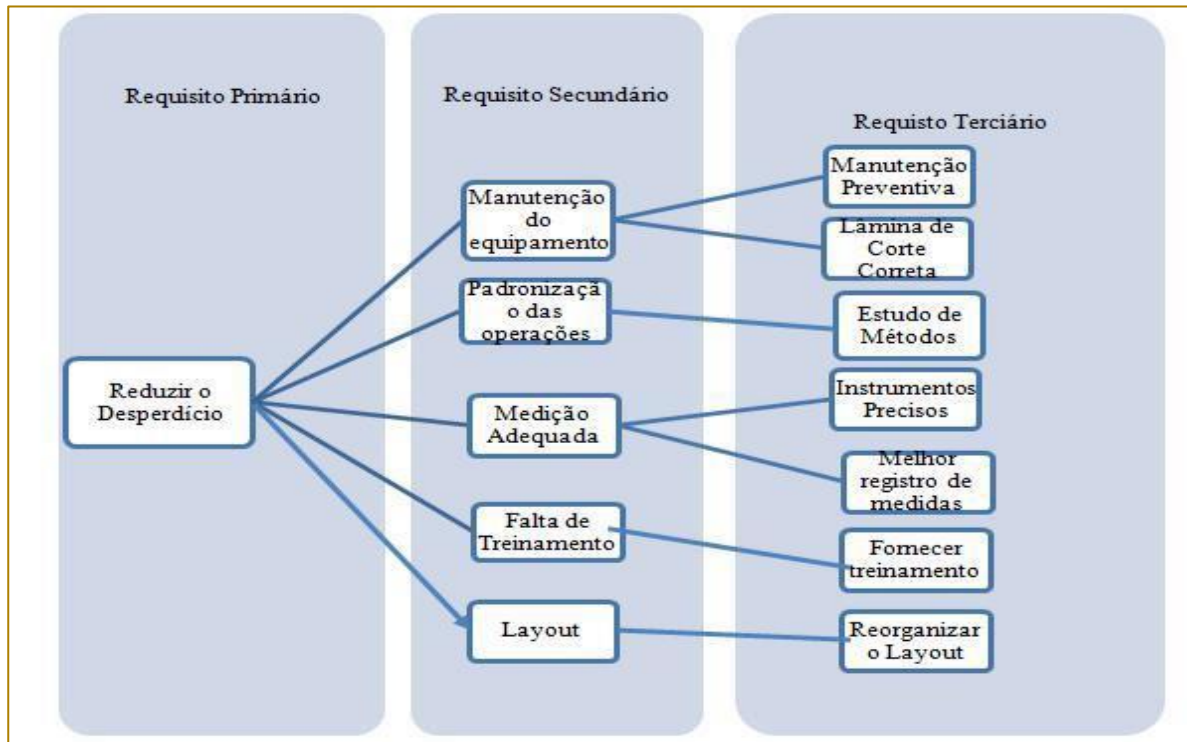 Requisito Primário
Requisito Secundário
Requisto Terciário
Reduzir o
Desperdício
Manutenção
do
equipamento
Padronizaçã
o das
operações
Medição
Adequada
Falta de
Treinamento
Layout
Manutenção
Preventiva
Lâmina de
Corte
Correta
Estudo de
Métodos
Instrumentos
Precisos
Melhor
registro de
medidas
Fornecer
treinamento
Reorganizar
o Layout